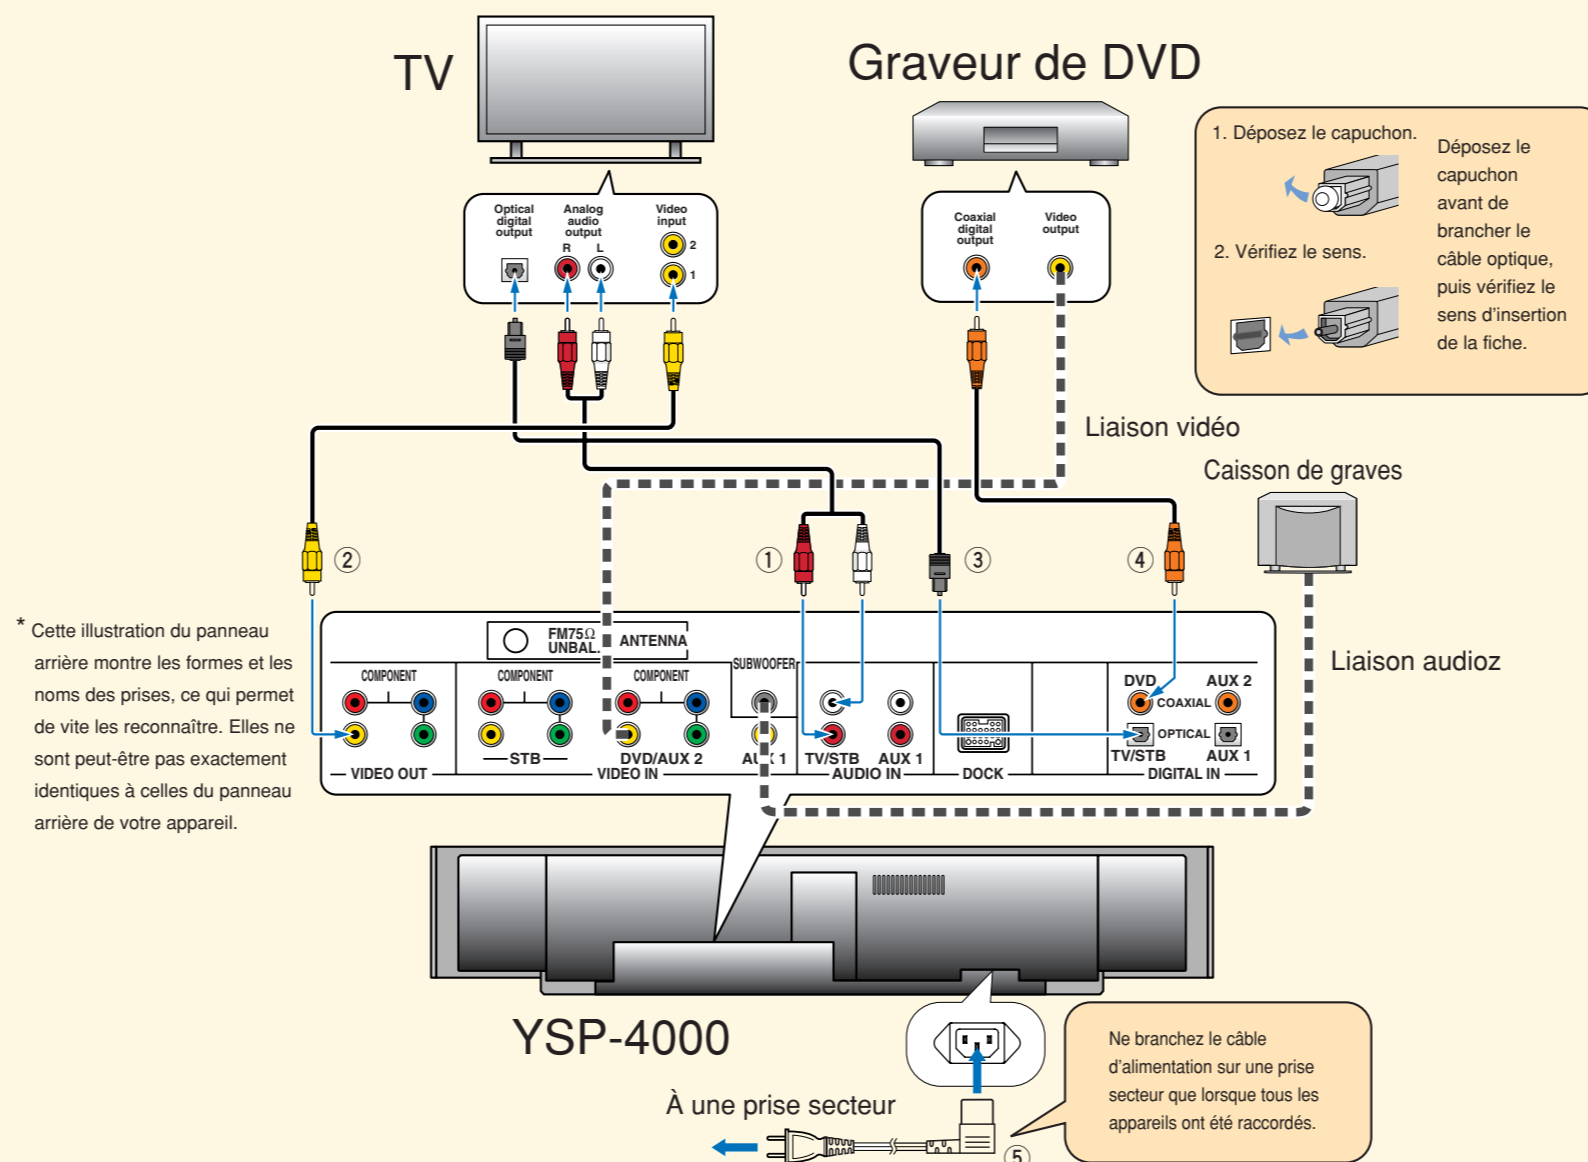 TV
Graveur de DVD
1. Déposez le capuchon.
2. Vérifiez le sens.
Déposez le
capuchon
avant de
brancher le
câble optique,
puis vérifiez le
sens d'insertion
de la fiche.
Optical
digital
output
Analog
audio
output
R L
Video
input
2
1
Coaxial
digital
output
Video
output
Liaison vidéo
Caisson de graves
②
①
③
④
* Cette illustration du panneau
arrière montre les formes et les
noms des prises, ce qui permet
de vite les reconnaître. Elles ne
sont peut-être pas exactement
identiques à celles du panneau
arrière de votre appareil.
FM75Ω
UNBAL.
ANTENNA
COMPONENT
COMPONENT
COMPONENT
SUBWOOFER
DVD
AUX 2
COAXIAL
OPTICAL
STB
DVD/AUX 2
AUX 1
TV/STB
AUX 1
TV/STB
AUX 1
VIDEO OUT
VIDEO IN
AUDIO IN
DOCK
DIGITAL IN
Liaison audioz
YSP-4000
À une prise secteur
Ne branchez le câble
d'alimentation sur une prise
secteur que lorsque tous les
appareils ont été raccordés.
⑤